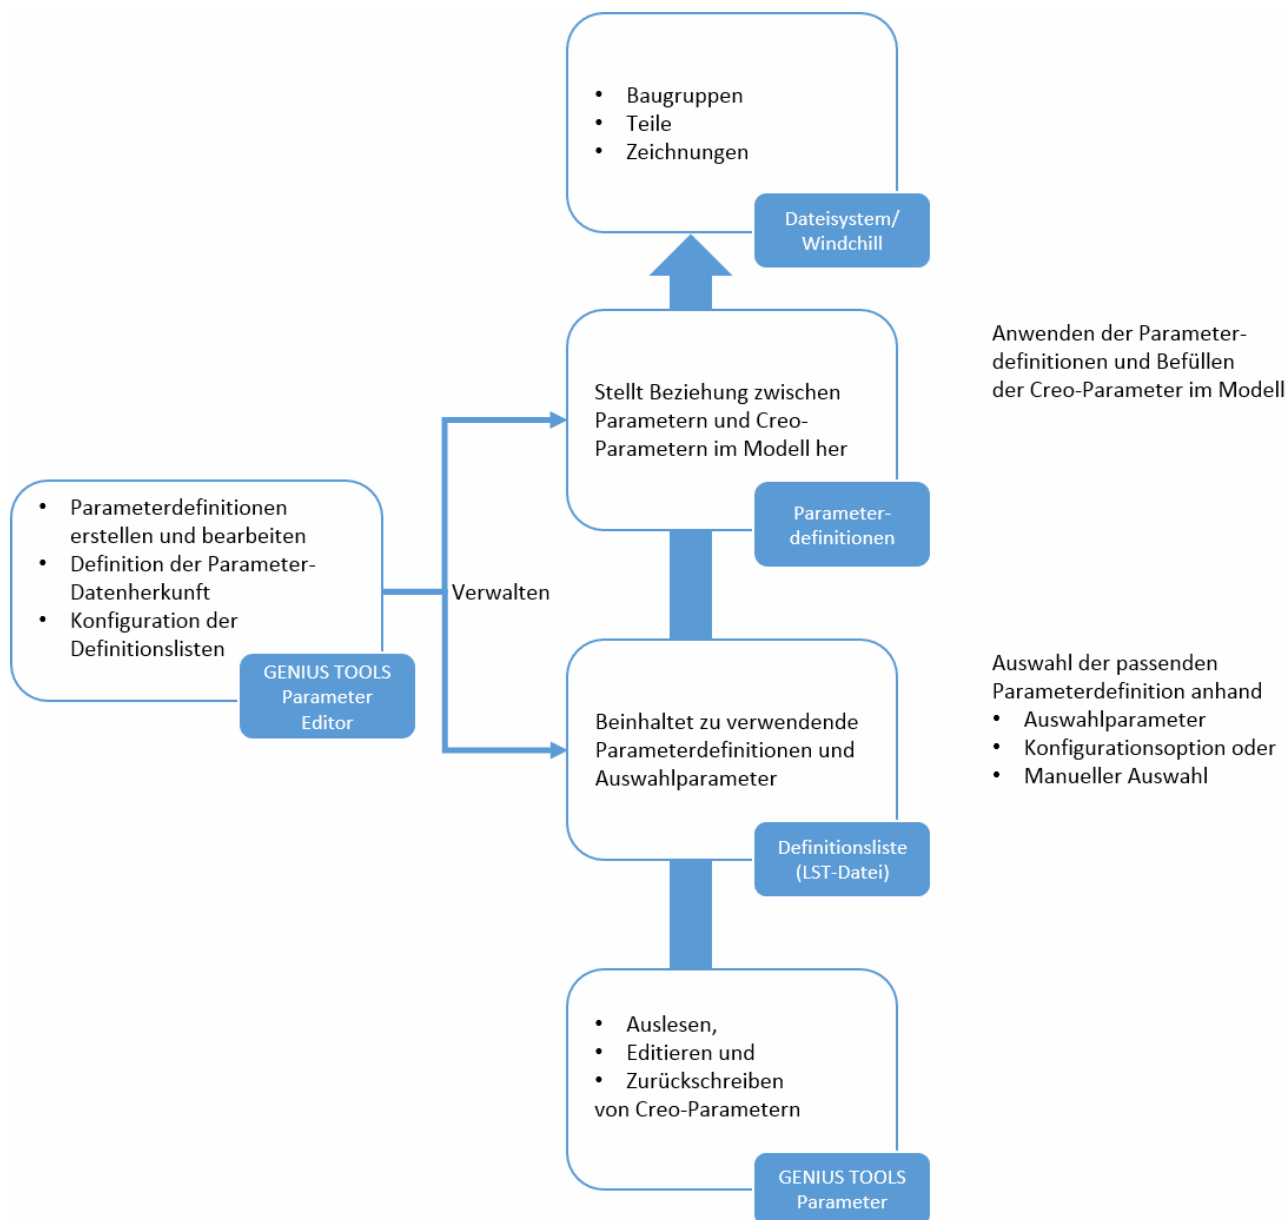 • Baugruppen
• Teile
• Zeichnungen
Dateisystem/
Windchill
Stellt Beziehung zwischen
Parametern und Creo-
Parametern im Modell her
Parameter-
definitionen
Anwenden der Parameter-
definitionen und Befüllen
der Creo-Parameter im Modell
• Parameterdefinitionen
erstellen und bearbeiten
• Definition der Parameter-
Datenherkunft
• Konfiguration der
Definitionslisten
GENIUS TOOLS
Parameter
Editor
Verwalten
Beinhaltet zu verwendende
Parameterdefinitionen und
Auswahlparameter
Definitionsliste
(LST-Datei)
Auswahl der passenden
Parameterdefinition anhand
• Auswahlparameter
• Konfigurationsoption oder
• Manueller Auswahl
• Auslesen,
• Editieren und
• Zurückschreiben
von Creo-Parametern
GENIUS TOOLS
Parameter